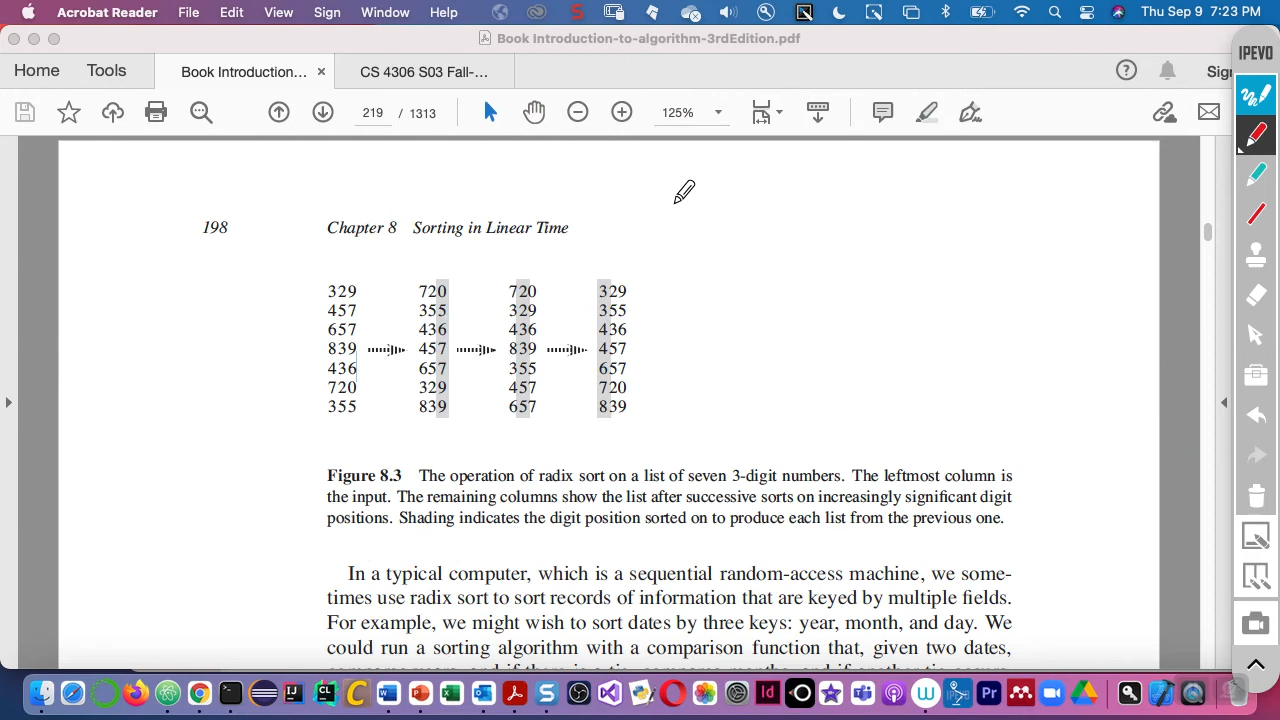 Acrobat Reader File Edit View Sign Window Help Thu Sep 9 7:23 PM
Book Introduction-to-algorithm-3rdEdition.pdf
IPEVO
Home Tools Book Introduction... × CS 4306 S03 Fall-... Sign
219 / 1313 125%
198 Chapter 8 Sorting in Linear Time
329 720 720 329
457 355 329 355
657 436 436 436
839 457 839 457
436 657 355 657
720 329 457 720
355 839 657 839
Figure 8.3 The operation of radix sort on a list of seven 3-digit numbers. The leftmost column is
the input. The remaining columns show the list after successive sorts on increasingly significant digit
positions. Shading indicates the digit position sorted on to produce each list from the previous one.
In a typical computer, which is a sequential random-access machine, we some-
times use radix sort to sort records of information that are keyed by multiple fields.
For example, we might wish to sort dates by three keys: year, month, and day. We
could run a sorting algorithm with a comparison function that, given two dates,